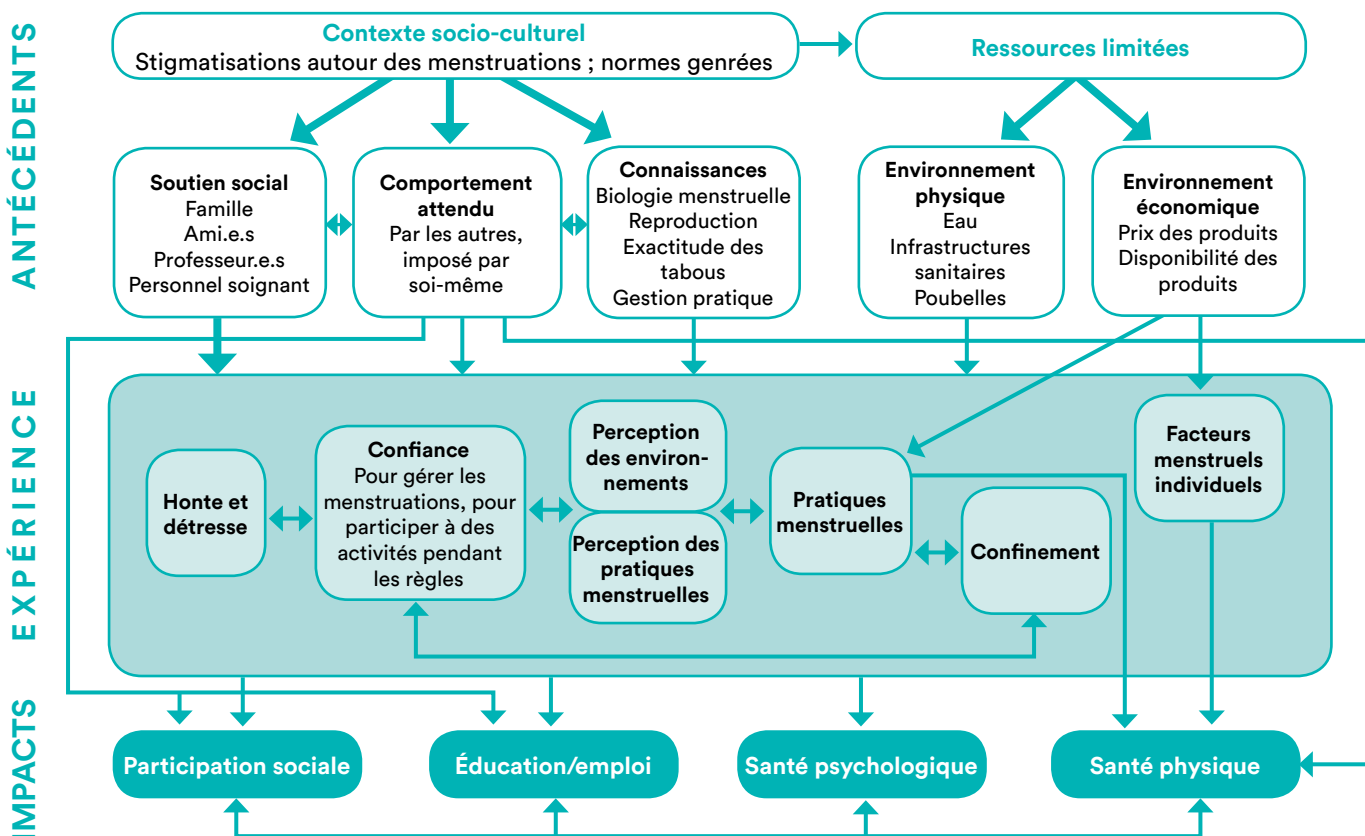 ANTÉCÉDENTS
Contexte socio-culturel
Stigmatisations autour des menstruations ; normes genrées
Ressources limitées
Soutien social
Famille
Ami.e.s
Professeur.e.s
Personnel soignant
Comportement
attendu
Par les autres,
imposé par
soi-même
Connaissances
Biologie menstruelle
Reproduction
Exactitude des
tabous
Gestion pratique
Environnement
physique
Eau
Infrastructures
sanitaires
Poubelles
Environnement
économique
Prix des produits
Disponibilité des
produits
EXPÉRIENCE
Honte et
détresse
Confiance
Pour gérer les
menstruations, pour
participer à des
activités pendant
les règles
Perception
des environ-
nements
Perception des
pratiques
menstruelles
Pratiques
menstruelles
Confinement
Facteurs
menstruels
individuels
IMPACTS
Participation sociale
Éducation/emploi
Santé psychologique
Santé physique